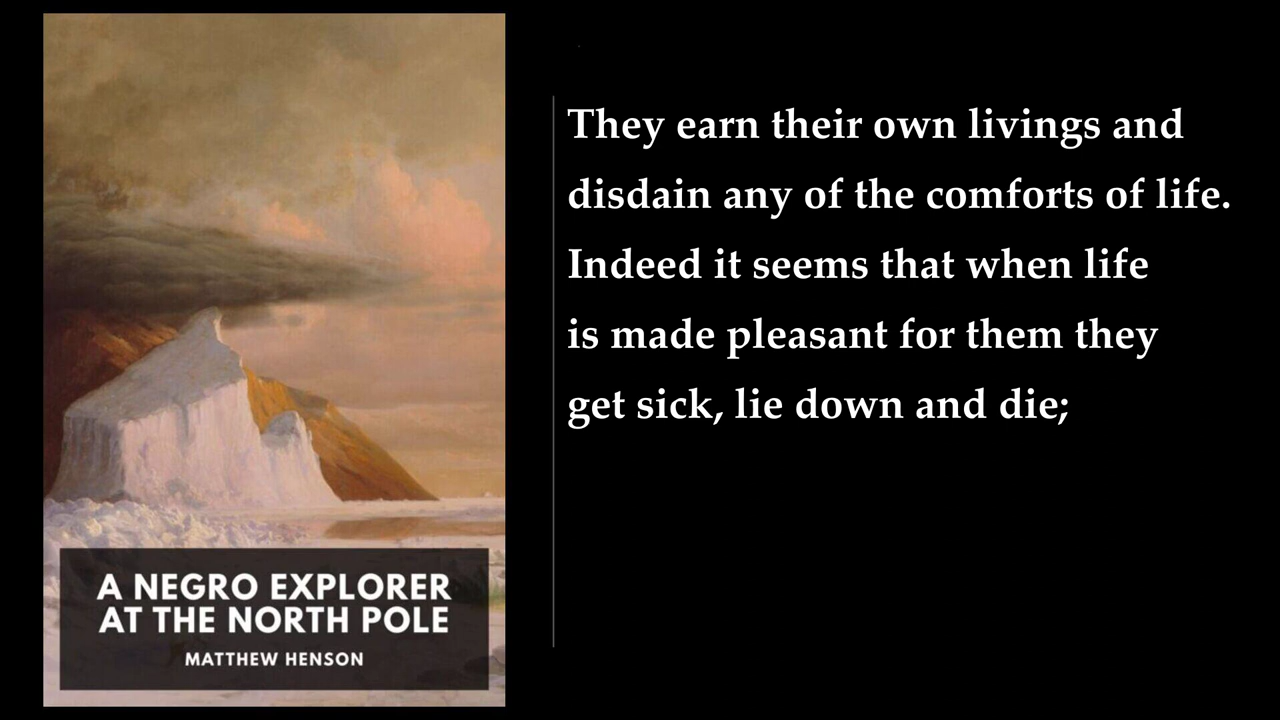 A NEGRO EXPLORER
AT THE NORTH POLE
MATTHEW HENSON
They earn their own livings and
disdain any of the comforts of life.
Indeed it seems that when life
is made pleasant for them they
get sick, lie down and die;